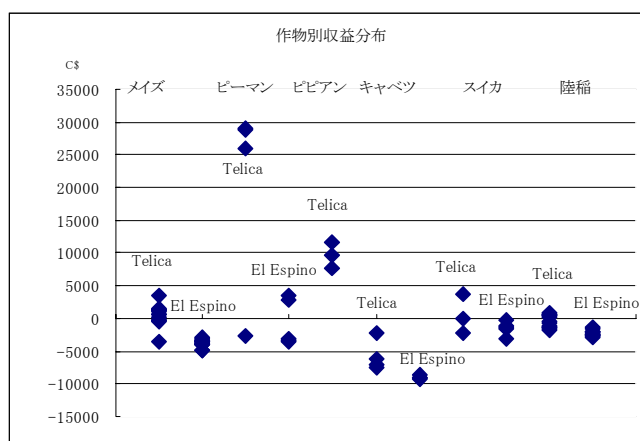 作物別収益分布
C$
メイズ ピーマン ピピアン キャベツ スイカ 陸稲
35000
30000
25000
Telica
20000
Telica
15000
10000
Telica
El Espino
Telica
Telica
5000
El Espino
Telica
El Espino
El Espino
0
-5000
El Espino
-10000
-15000